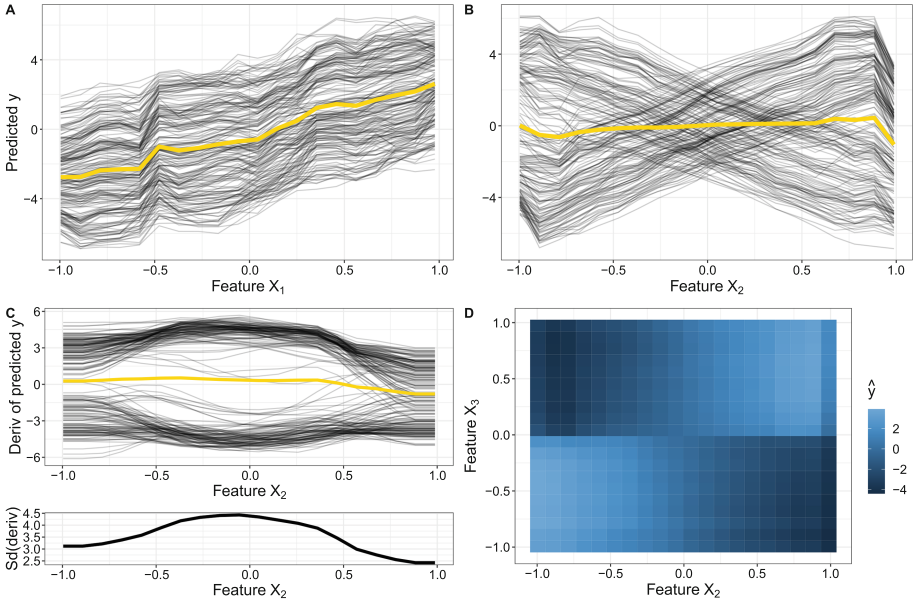 A
Predicted y
4
0
−4
−1.0 −0.5 0.0 0.5 1.0
Feature X1
B
4
0
−4
−1.0 −0.5 0.0 0.5 1.0
Feature X2
C
Deriv of predicted y
6
3
0
−3
−6
−1.0 −0.5 0.0 0.5 1.0
Feature X2
Sd(deriv)
4.5
4.0
3.5
3.0
2.5
−1.0 −0.5 0.0 0.5 1.0
Feature X2
D
Feature X3
1.0
0.5
0.0
−0.5
−1.0
−1.0 −0.5 0.0 0.5 1.0
Feature X2
ŷ
2
0
−2
−4